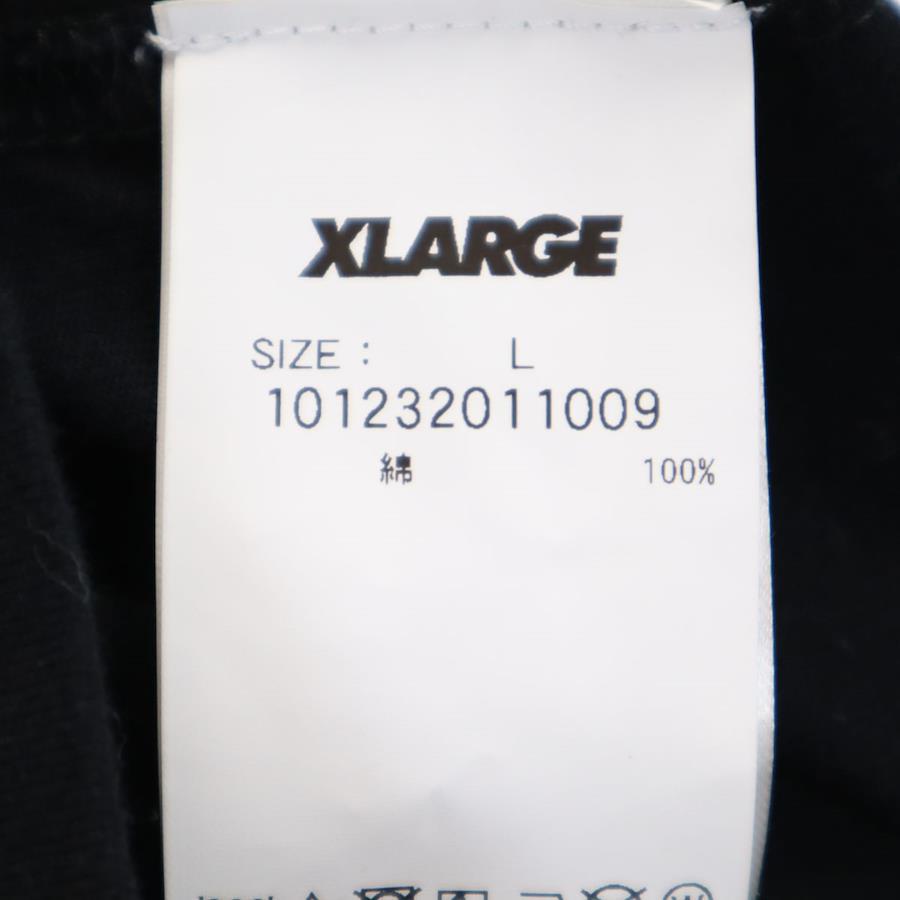 XLARGE
SIZE : L
101232011009
綿 100%